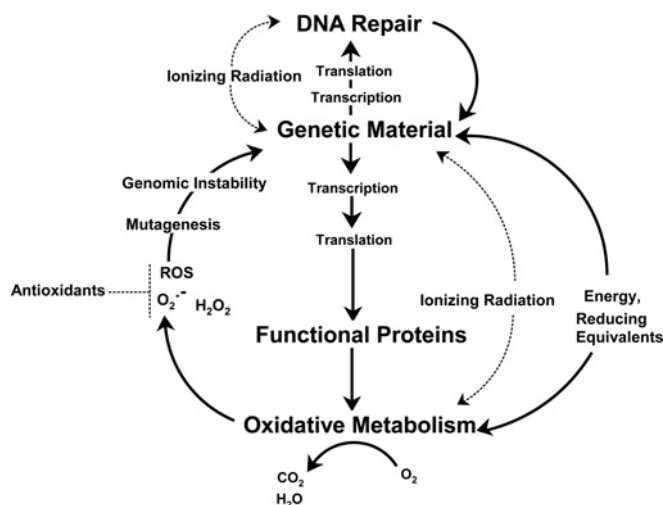 DNA Repair
Ionizing Radiation
Translation
Transcription
Genetic Material
Genomic Instability
Transcription
Mutagenesis
Translation
ROS
Antioxidants
O₂·⁻
H₂O₂
Ionizing Radiation
Energy,
Reducing
Equivalents
Functional Proteins
Oxidative Metabolism
CO₂
H₂O
O₂